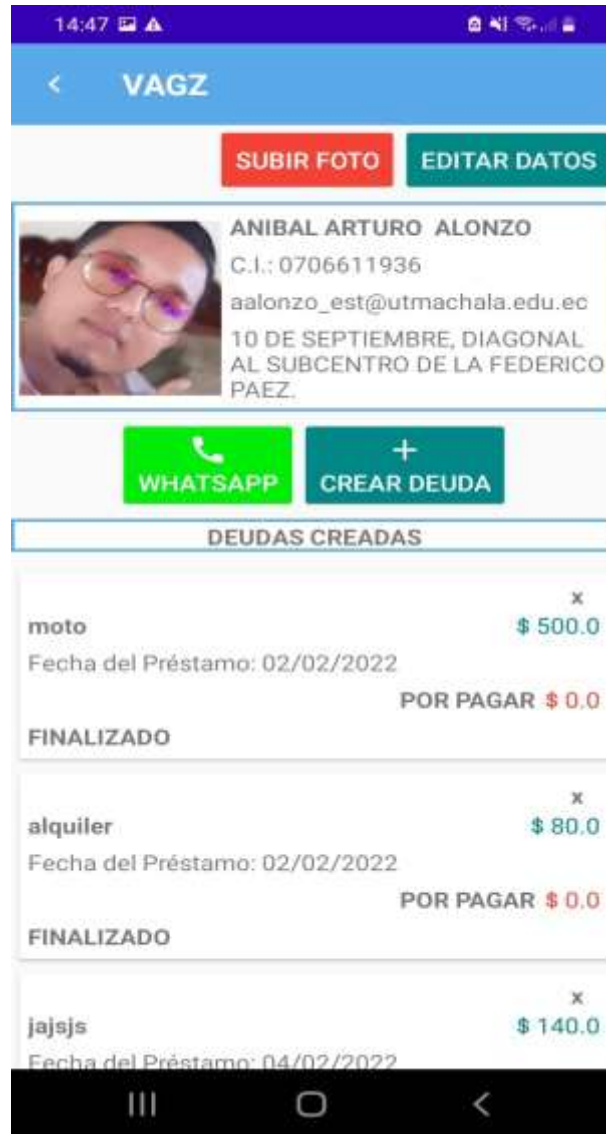 14:47
< VAGZ
SUBIR FOTO EDITAR DATOS
ANIBAL ARTURO ALONZO
C.I.: 0706611936
aalonzo_est@utmachala.edu.ec
10 DE SEPTIEMBRE, DIAGONAL
AL SUBCENTRO DE LA FEDERICO
PAEZ.
WHATSAPP
+
CREAR DEUDA
DEUDAS CREADAS
x
moto $ 500.0
Fecha del Préstamo: 02/02/2022
POR PAGAR $ 0.0
FINALIZADO
x
alquiler $ 80.0
Fecha del Préstamo: 02/02/2022
POR PAGAR $ 0.0
FINALIZADO
x
jajsjs $ 140.0
Fecha del Préstamo: 04/02/2022